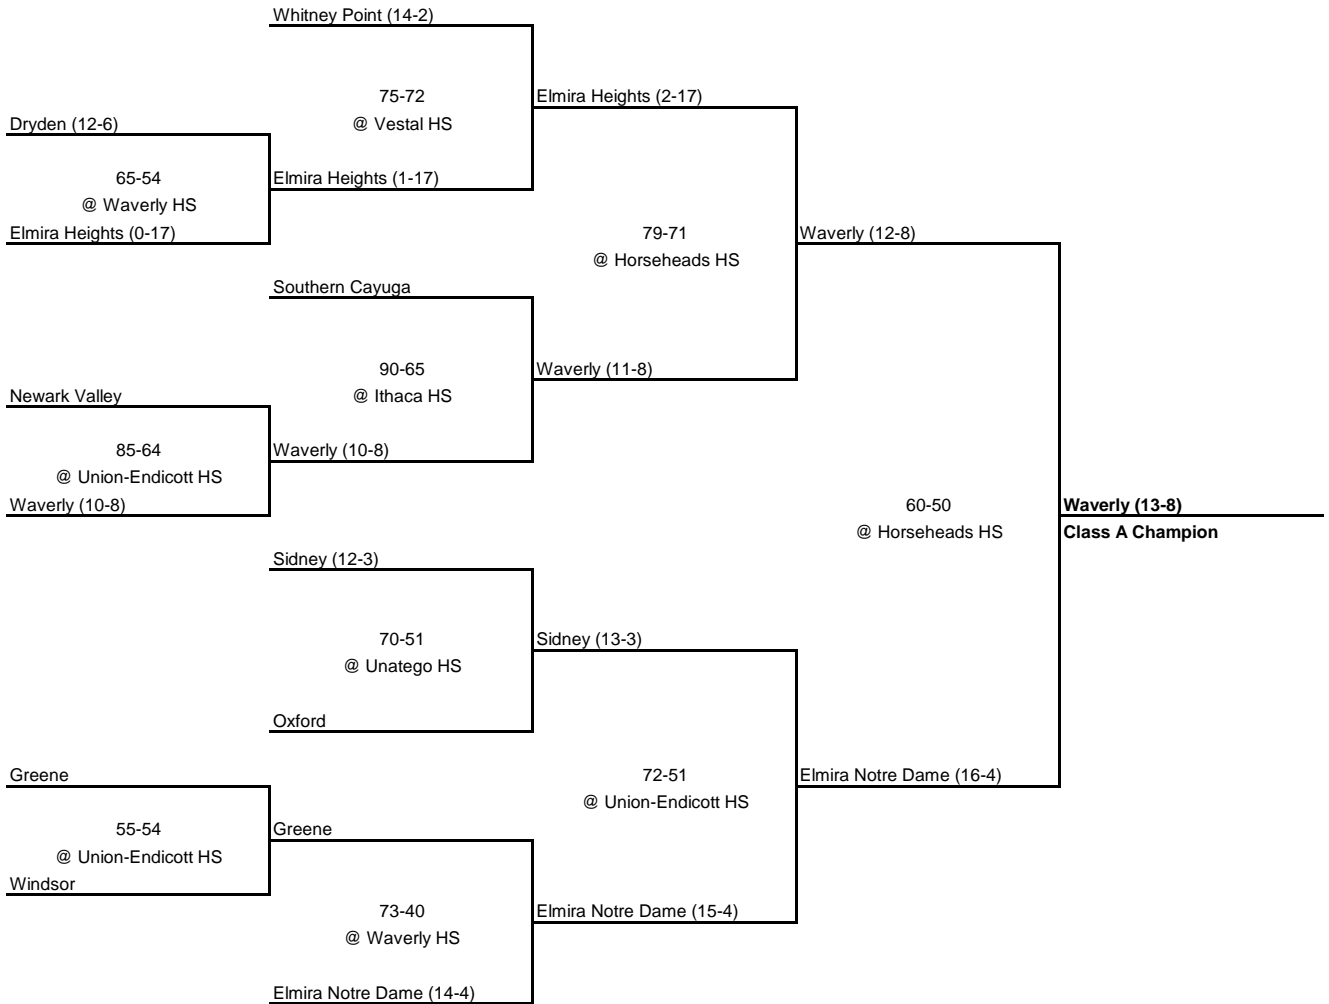 Whitney Point (14-2)
75-72
@ Vestal HS
Elmira Heights (2-17)
Dryden (12-6)
65-54
@ Waverly HS
Elmira Heights (1-17)
Elmira Heights (0-17)
79-71
@ Horseheads HS
Waverly (12-8)
Southern Cayuga
90-65
@ Ithaca HS
Waverly (11-8)
Newark Valley
85-64
@ Union-Endicott HS
Waverly (10-8)
Waverly (10-8)
60-50
@ Horseheads HS
Waverly (13-8)
Class A Champion
Sidney (12-3)
70-51
@ Unatego HS
Sidney (13-3)
Oxford
Greene
72-51
@ Union-Endicott HS
Elmira Notre Dame (16-4)
55-54
@ Union-Endicott HS
Greene
Windsor
73-40
@ Waverly HS
Elmira Notre Dame (15-4)
Elmira Notre Dame (14-4)